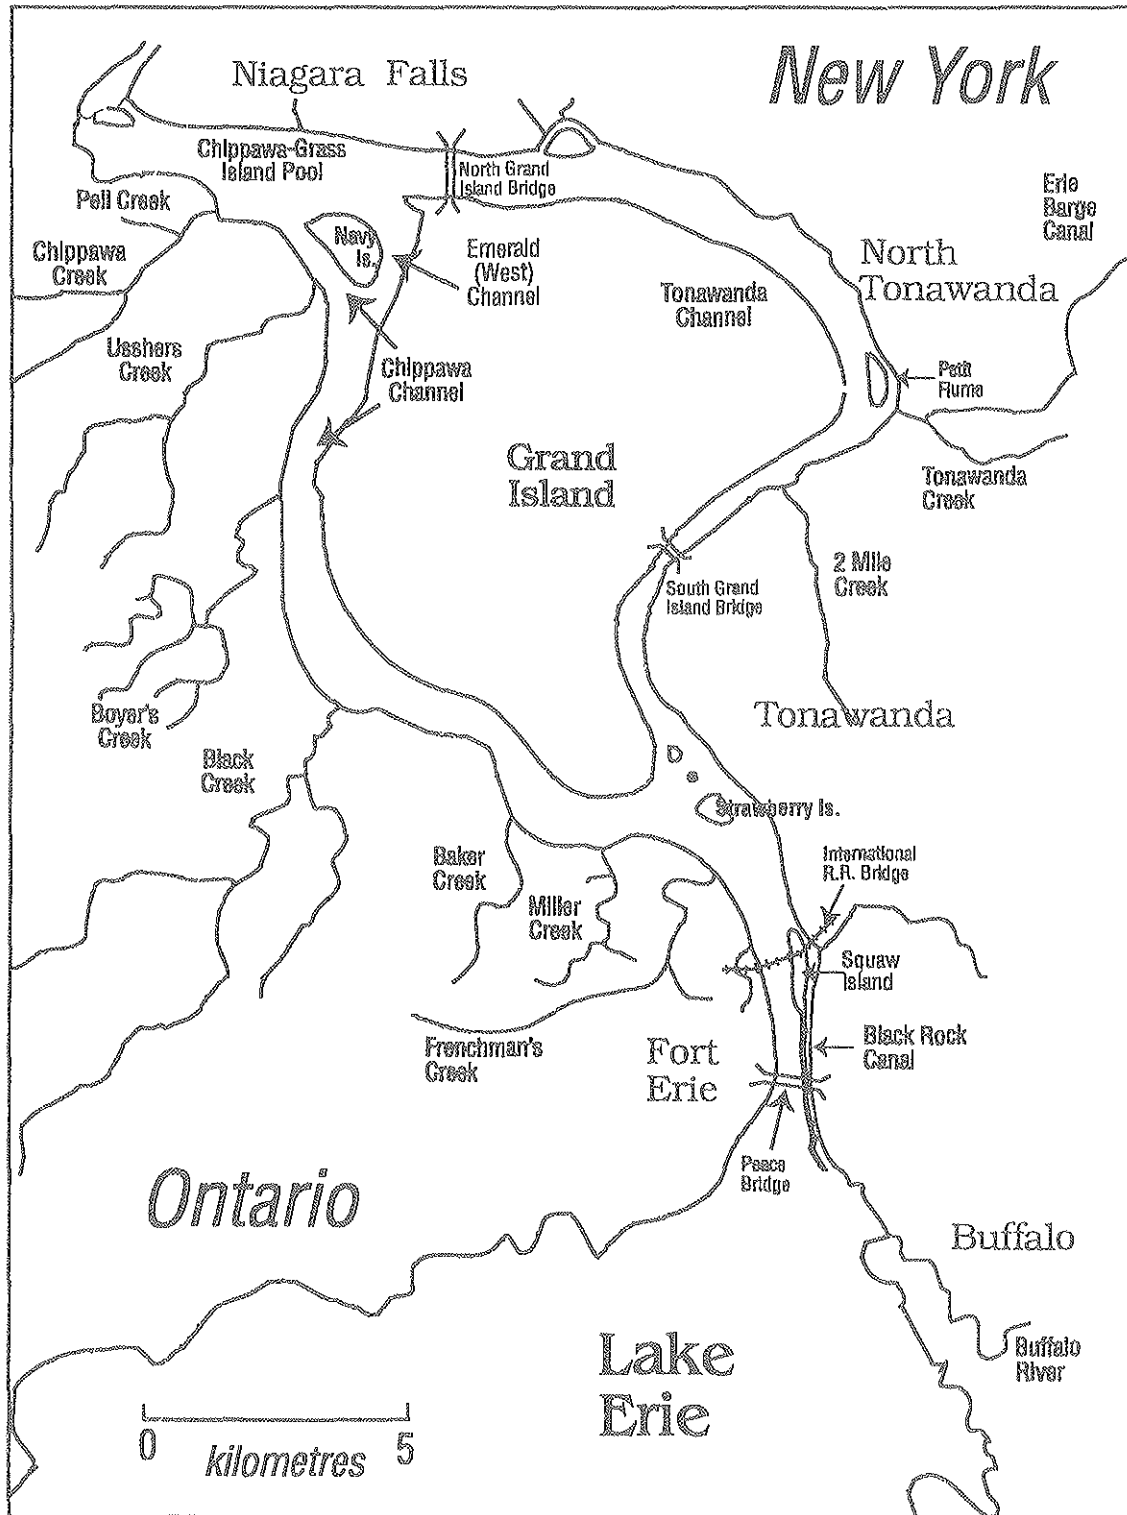 New York
Niagara Falls
Chippawa-Grass
Island Pool
North Grand
Island Bridge
Pell Creek
Erie
Barge
Canal
Navy
Is.
Emerald
(West)
Channel
Chippawa
Creek
North
Tonawanda
Tonawanda
Channel
Usshers
Creek
Chippawa
Channel
Petit
Flume
Grand
Island
Tonawanda
Creek
2 Mile
Creek
South Grand
Island Bridge
Boyer's
Creek
Tonawanda
Black
Creek
Strawberry Is.
Baker
Creek
International
R.R. Bridge
Miller
Creek
Squaw
Island
Frenchman's
Creek
Fort
Erie
Black Rock
Canal
Peace
Bridge
Ontario
Buffalo
Buffalo
River
Lake
Erie
0 5
kilometres